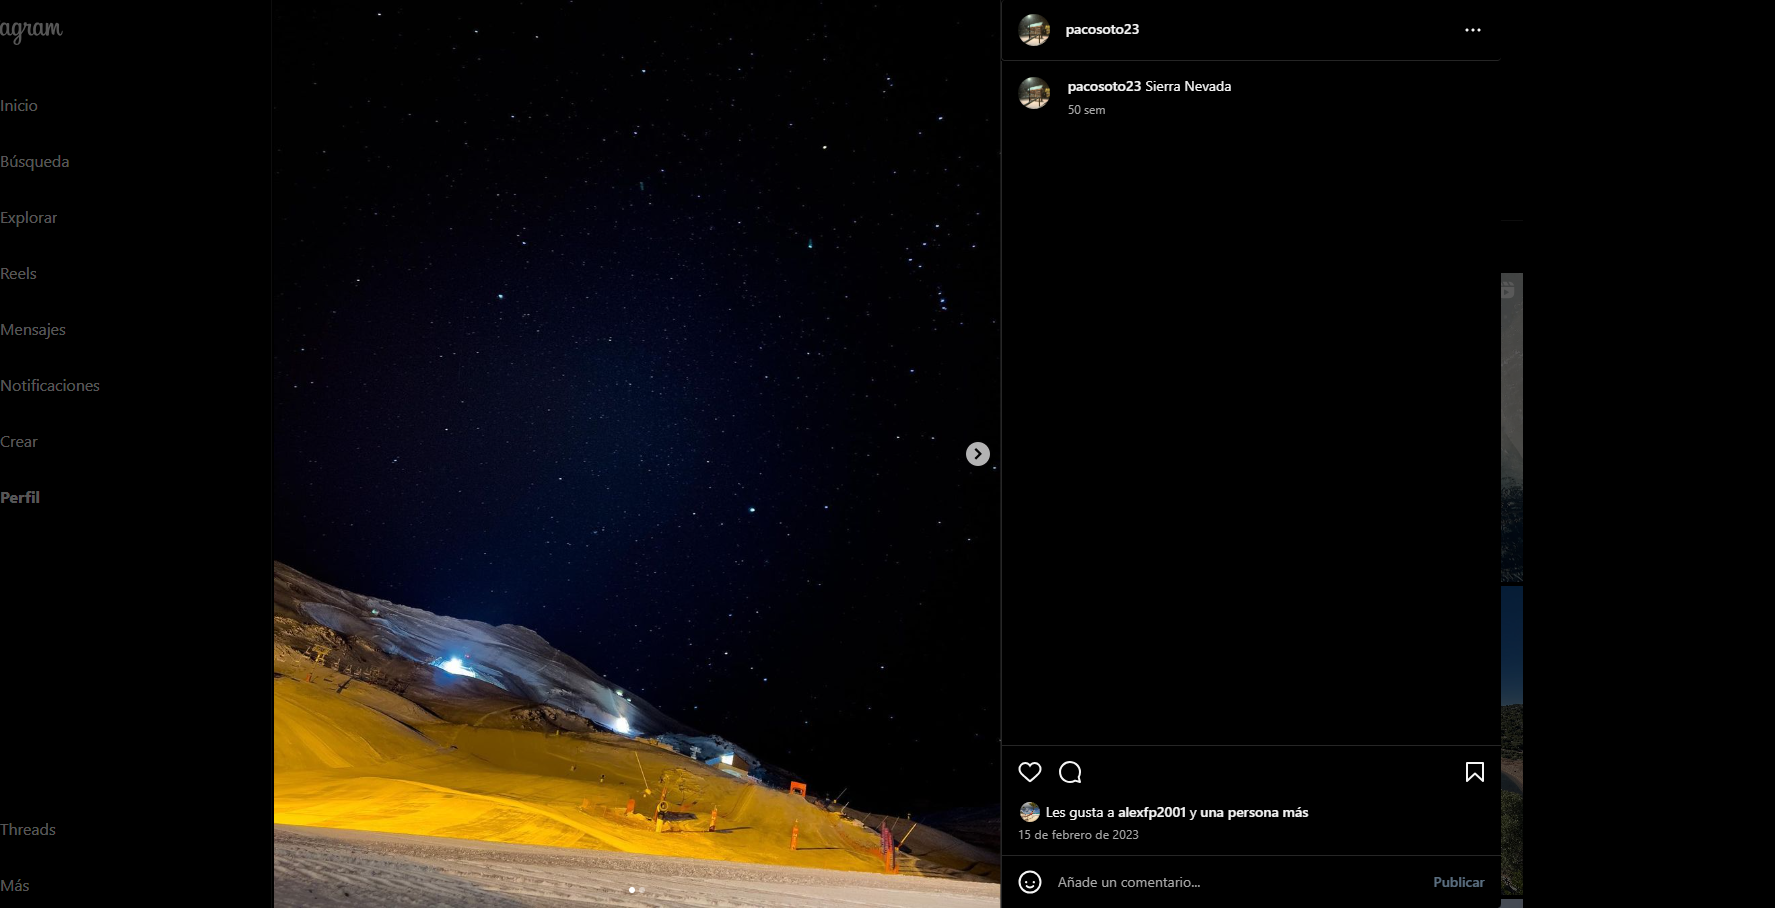 agram
Inicio
Búsqueda
Explorar
Reels
Mensajes
Notificaciones
Crear
Perfil
Threads
Más
pacosoto23
pacosoto23 Sierra Nevada
50 sem
Les gusta a alexfp2001 y una persona más
15 de febrero de 2023
Añade un comentario...
Publicar